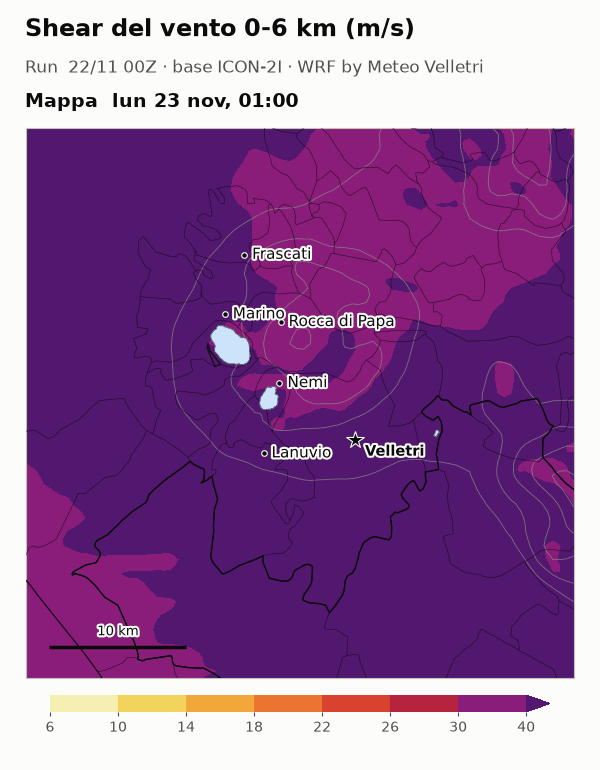 Shear del vento 0-6 km (m/s)
Run  22/11 00Z · base ICON-2I · WRF by Meteo Velletri
Mappa  lun 23 nov, 01:00
Frascati
Marino
Rocca di Papa
Nemi
Velletri
Lanuvio
10 km
6 10 14 18 22 26 30 40